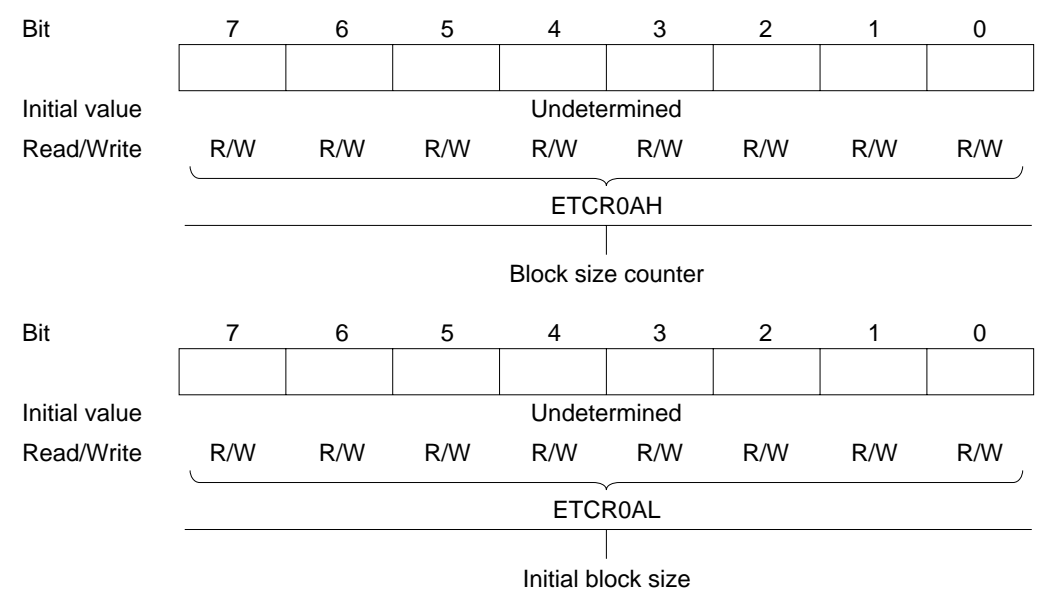 Bit 7 6 5 4 3 2 1 0
Initial value Undetermined
Read/Write R/W R/W R/W R/W R/W R/W R/W R/W
ETCR0AH
Block size counter
Bit 7 6 5 4 3 2 1 0
Initial value Undetermined
Read/Write R/W R/W R/W R/W R/W R/W R/W R/W
ETCR0AL
Initial block size